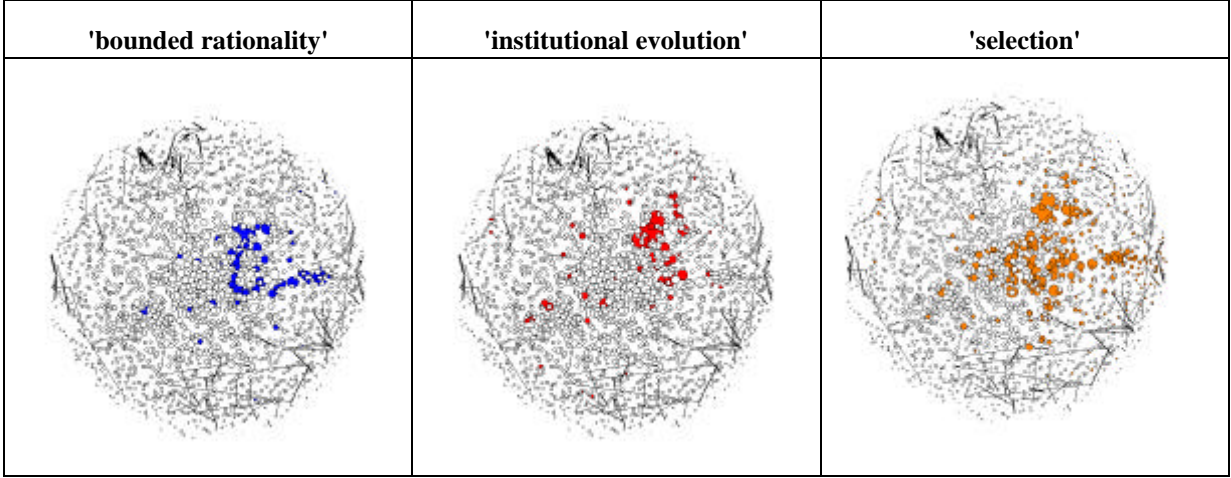 'bounded rationality'
'institutional evolution'
'selection'